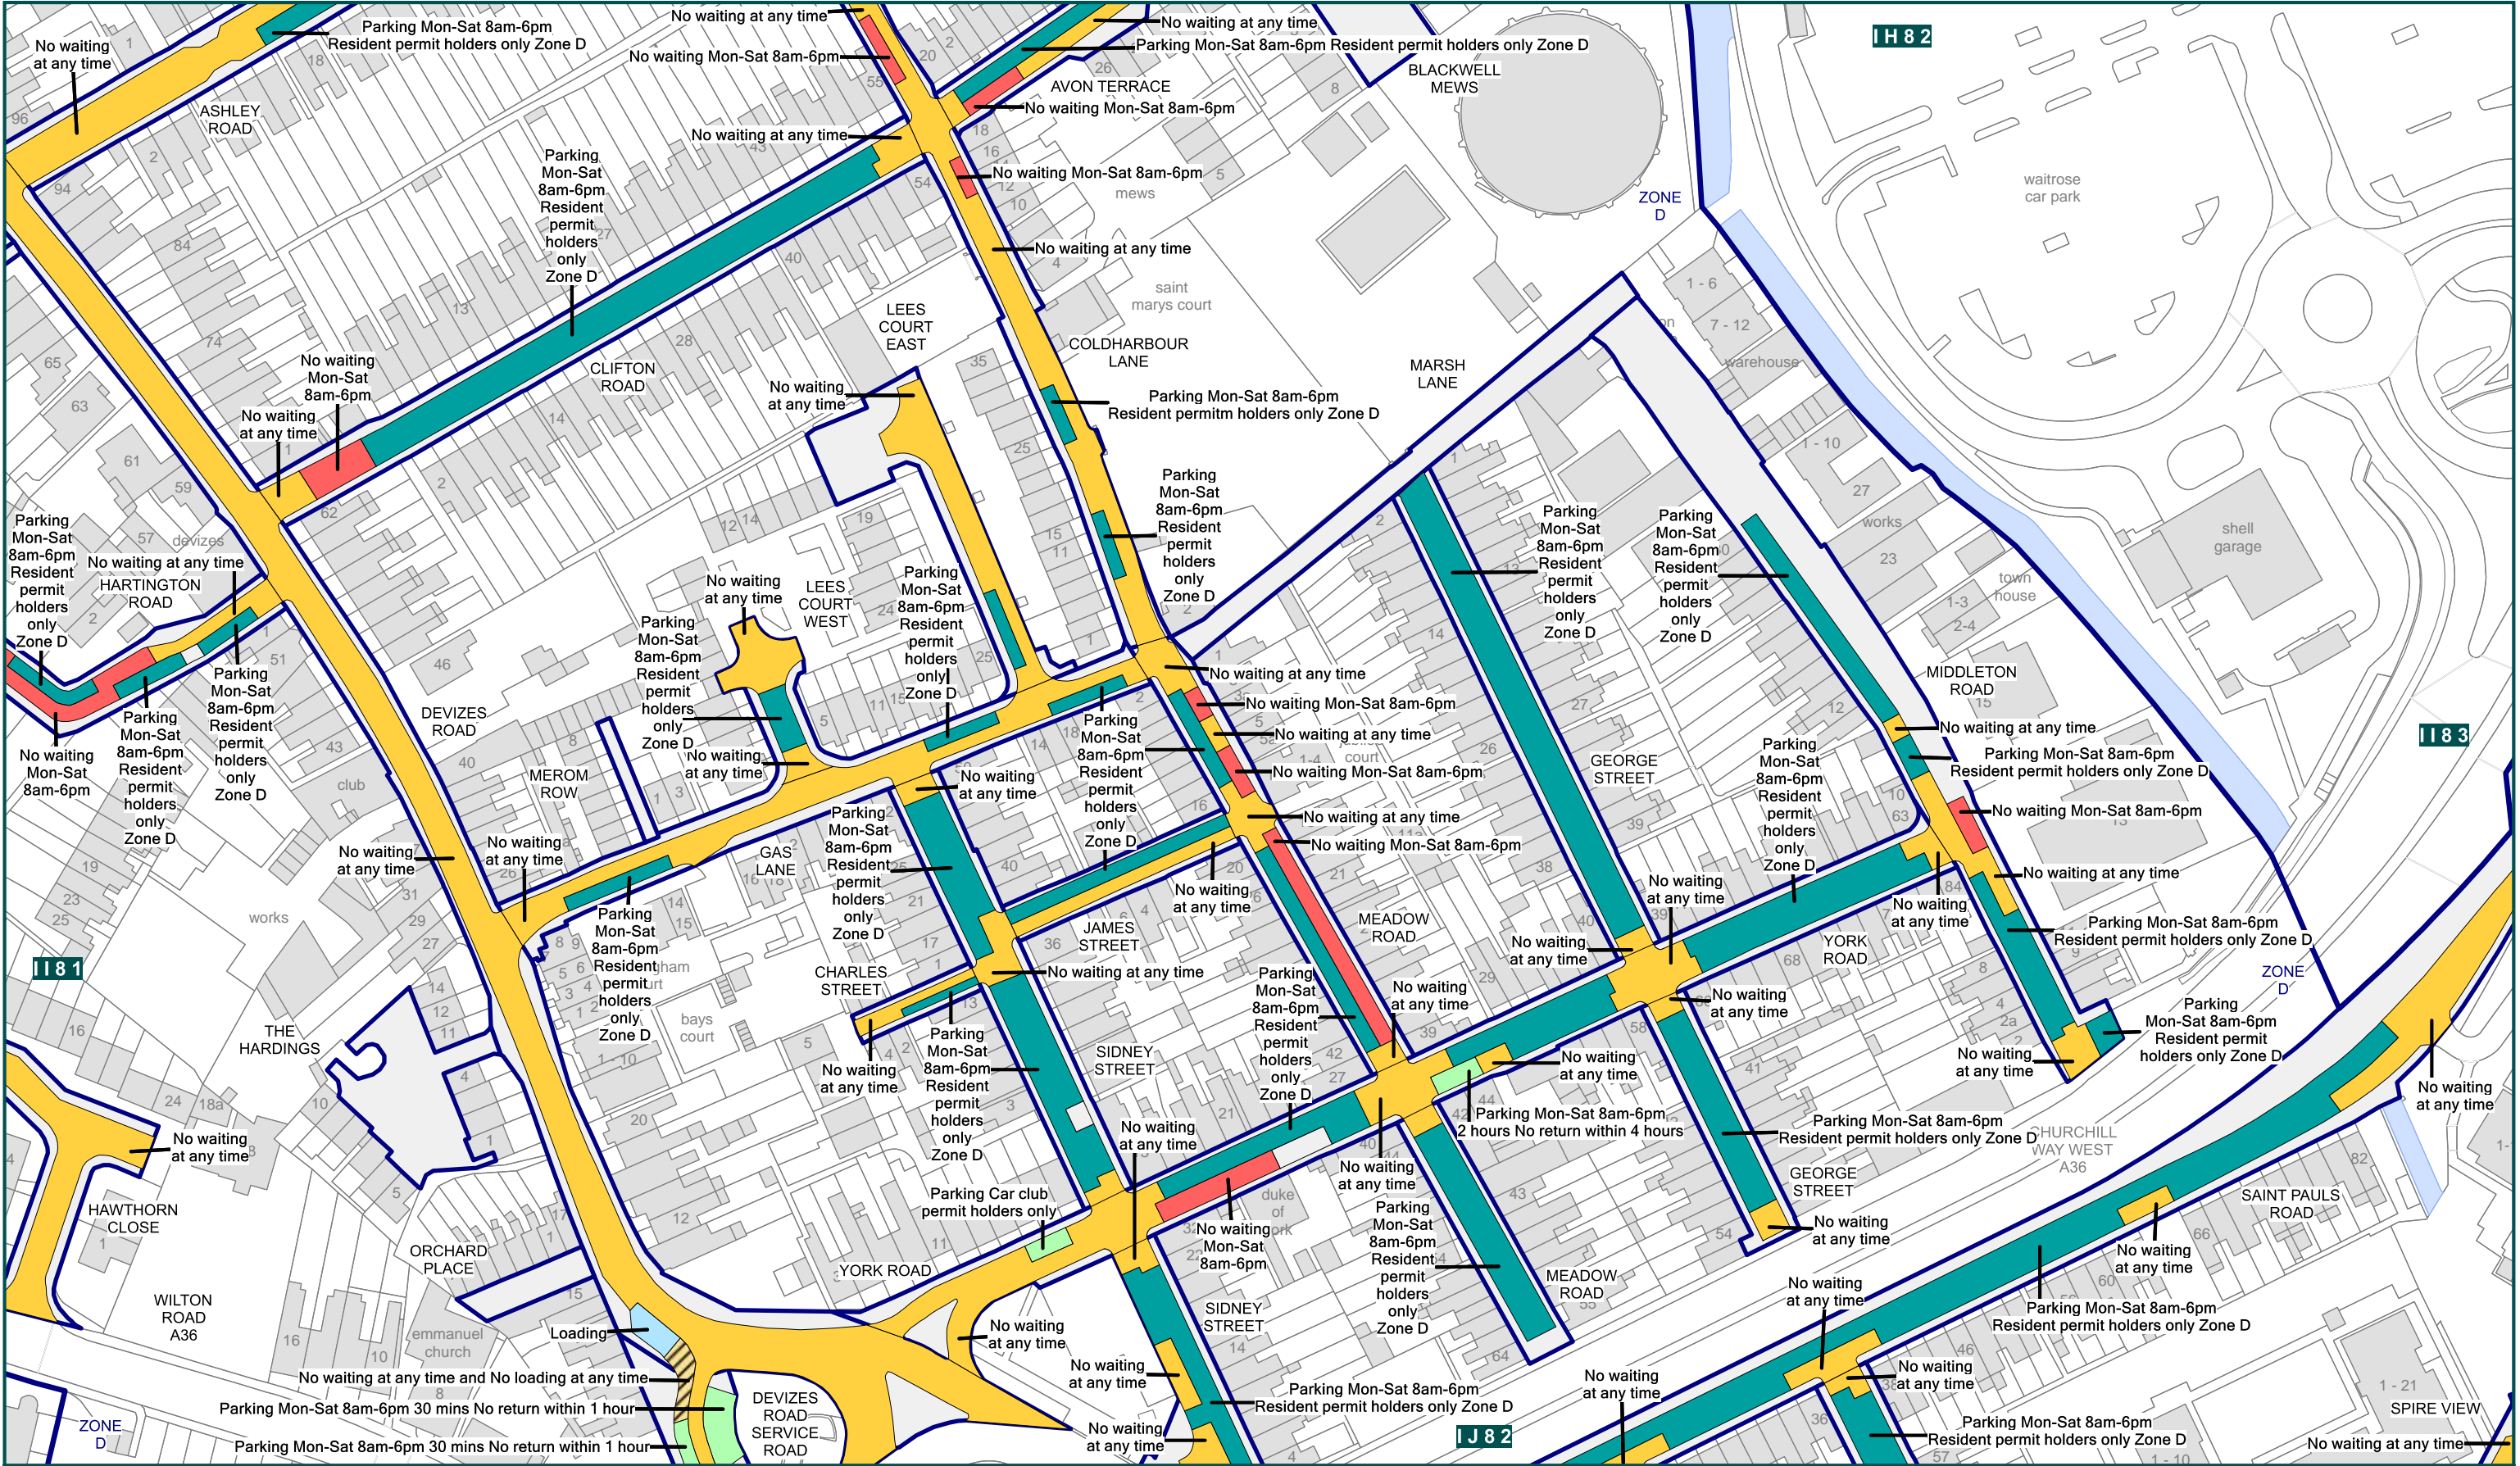 No waiting
at any time
Parking Mon-Sat 8am-6pm
Resident permit holders only Zone D
No waiting at any time
No waiting Mon-Sat 8am-6pm
No waiting at any time
Parking Mon-Sat 8am-6pm Resident permit holders only Zone D
AVON TERRACE
No waiting Mon-Sat 8am-6pm
BLACKWELL
MEWS
IH82
ASHLEY
ROAD
No waiting at any time
Parking
Mon-Sat
8am-6pm
Resident
permit
holders
only
Zone D
No waiting Mon-Sat 8am-6pm
mews
ZONE
D
waitrose
car park
No waiting at any time
saint
marys court
LEES
COURT
EAST
COLDHARBOUR
LANE
MARSH
LANE
warehouse
No waiting
Mon-Sat
8am-6pm
CLIFTON
ROAD
No waiting
at any time
No waiting
at any time
Parking Mon-Sat 8am-6pm
Resident permitm holders only Zone D
Parking
Mon-Sat
8am-6pm
Resident
permit
holders
only
Zone D
Parking
Mon-Sat
8am-6pm
Resident
permit
holders
only
Zone D
devizes
No waiting at any time
HARTINGTON
ROAD
Parking
Mon-Sat
8am-6pm
Resident
permit
holders
only
Zone D
Parking
Mon-Sat
8am-6pm
Resident
permit
holders
only
Zone D
works
shell
garage
town
house
No waiting
at any time
LEES
COURT
WEST
Parking
Mon-Sat
8am-6pm
Resident
permit
holders
only
Zone D
Parking
Mon-Sat
8am-6pm
Resident
permit
holders
only
Zone D
No waiting at any time
No waiting Mon-Sat 8am-6pm
No waiting at any time
No waiting Mon-Sat 8am-6pm
court
MIDDLETON
ROAD
No waiting at any time
Parking Mon-Sat 8am-6pm
Resident permit holders only Zone D
II83
No waiting
Mon-Sat
8am-6pm
Parking
Mon-Sat
8am-6pm
Resident
permit
holders
only
Zone D
Parking
Mon-Sat
8am-6pm
Resident
permit
holders
only
Zone D
DEVIZES
ROAD
club
MEROM
ROW
No waiting
at any time
No waiting
at any time
Parking
Mon-Sat
8am-6pm
Resident
permit
holders
only
Zone D
GEORGE
STREET
Parking
Mon-Sat
8am-6pm
Resident
permit
holders
only
Zone D
No waiting Mon-Sat 8am-6pm
No waiting at any time
No waiting Mon-Sat 8am-6pm
No waiting
at any time
No waiting
at any time
GAS
LANE
Parking
Mon-Sat
8am-6pm
Resident
permit
holders
only
Zone D
No waiting
at any time
No waiting
at any time
No waiting
at any time
No waiting at any time
works
Parking
Mon-Sat
8am-6pm
Resident
permit
holders
only
Zone D
JAMES
STREET
MEADOW
ROAD
No waiting
at any time
YORK
ROAD
Parking Mon-Sat 8am-6pm
Resident permit holders only Zone D
II81
CHARLES
STREET
No waiting at any time
Parking
Mon-Sat
8am-6pm
Resident
permit
holders
only
Zone D
No waiting
at any time
No waiting
at any time
ZONE
D
THE
HARDINGS
bays
court
No waiting
at any time
Parking
Mon-Sat
8am-6pm
Resident
permit
holders
only
Zone D
SIDNEY
STREET
No waiting
at any time
No waiting
at any time
Parking
Mon-Sat 8am-6pm
Resident permit
holders only Zone D
No waiting
at any time
No waiting
at any time
HAWTHORN
CLOSE
No waiting
at any time
Parking Mon-Sat 8am-6pm
2 hours No return within 4 hours
Parking Mon-Sat 8am-6pm
Resident permit holders only Zone D
CHURCHILL
WAY WEST
A36
GEORGE
STREET
No waiting
at any time
SAINT PAULS
ROAD
Parking Car club
permit holders only
duke
of
No waiting
Mon-Sat
8am-6pm
No waiting
at any time
Parking
Mon-Sat
8am-6pm
Resident
permit
holders
only
Zone D
No waiting
at any time
ORCHARD
PLACE
YORK ROAD
MEADOW
ROAD
No waiting
at any time
Parking Mon-Sat 8am-6pm
Resident permit holders only Zone D
WILTON
ROAD
A36
emmanuel
church
Loading
No waiting
at any time
SIDNEY
STREET
No waiting
at any time
No waiting
at any time
No waiting
at any time
No waiting at any time and No loading at any time
Parking Mon-Sat 8am-6pm 30 mins No return within 1 hour
Parking Mon-Sat 8am-6pm 30 mins No return within 1 hour
DEVIZES
ROAD
SERVICE
ROAD
Parking Mon-Sat 8am-6pm
Resident permit holders only Zone D
No waiting
at any time
IJ82
Parking Mon-Sat 8am-6pm
Resident permit holders only Zone D
SPIRE VIEW
No waiting at any time
ZONE
D